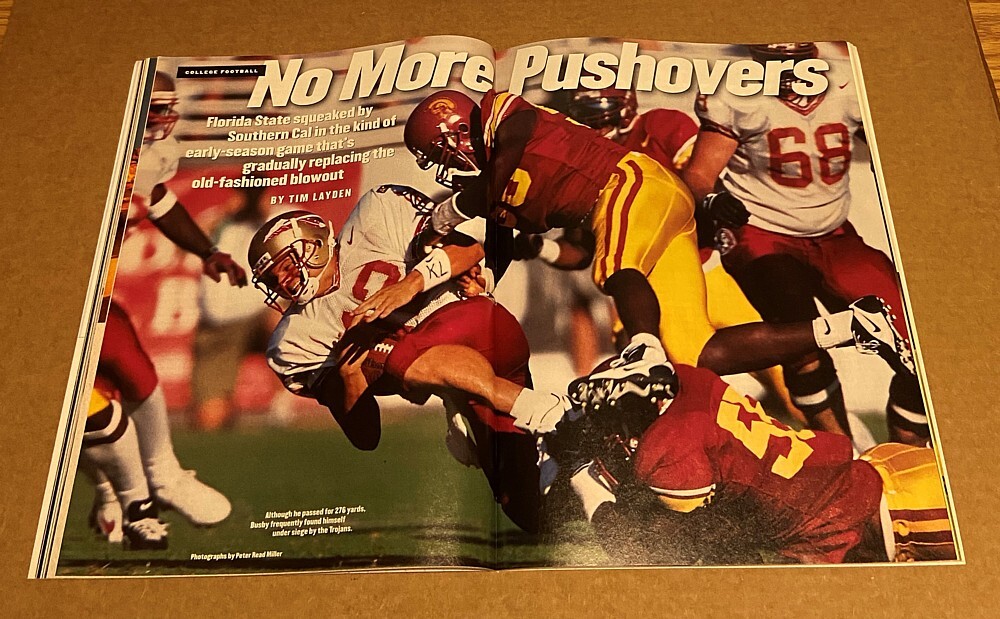 COLLEGE FOOTBALL
No More Pushovers
Florida State squeaked by
Southern Cal in the kind of
early-season game that's
gradually replacing the
old-fashioned blowout
BY TIM LAYDEN
68
KZ
55
Although he passed for 276 yards,
Busby frequently found himself
under siege by the Trojans.
Photographs by Peter Read Miller